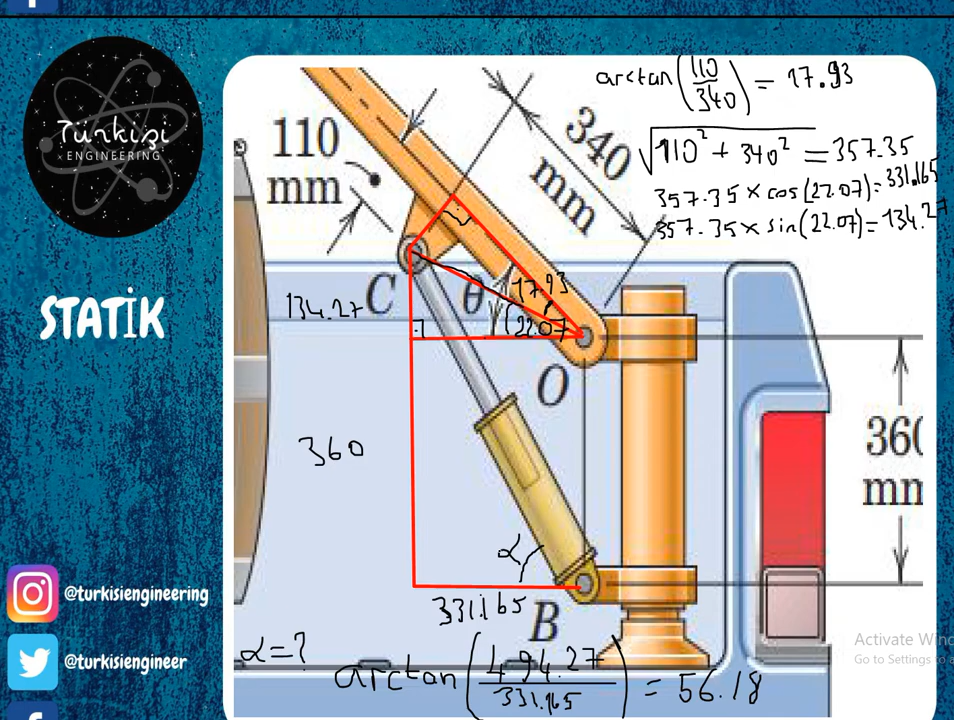 Türkişi
ENGINEERING
STATİK
@turkisiengineering
@turkisiengineer
110
mm
340
mm
arctan(110/340) = 17.93
√110² + 340² = 357.35
357.35 x cos(22.07) = 331.165
357.35 x sin(22.07) = 134.27
134.27
C
θ
17.93
22.07
O
360
360
mm
α
331.165
B
α = ?
arctan(494.27/331.165) = 56.18
Activate Wind
Go to Settings to a